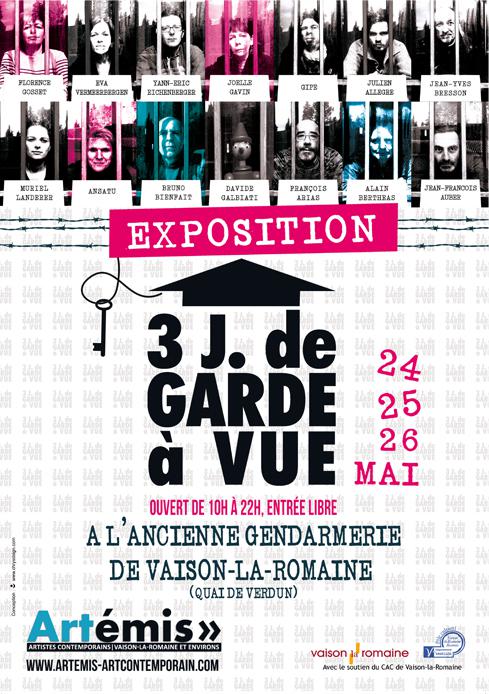 FLORENCE GOSSET
EVA VERMEERBERGEN
YANN-ERIC EICHENBERGER
JOELLE GAVIN
GIPE
JULIEN ALLEGRE
JEAN-YVES BRESSON
MURIEL LANDERER
ANSATU
BRUNO BIENFAIT
DAVIDE GALBIATI
FRANÇOIS ARIAS
ALAIN BERTHEAS
JEAN-FRANCOIS AUBER
EXPOSITION
3 J. de
GARDE
à VUE
24
25
26
MAI
OUVERT DE 10H À 22H, ENTRÉE LIBRE
A L'ANCIENNE GENDARMERIE
DE VAISON-LA-ROMAINE
(QUAI DE VERDUN)
Artémis»
ARTISTES CONTEMPORAINS | VAISON-LA-ROMAINE ET ENVIRONS
WWW.ARTEMIS-ARTCONTEMPORAIN.COM
vaison la romaine
Avec le soutien du CAC de Vaison-la-Romaine